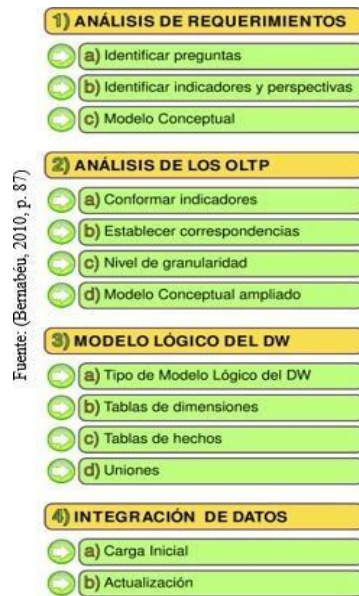 1) ANÁLISIS DE REQUERIMIENTOS
a) Identificar preguntas
b) Identificar indicadores y perspectivas
c) Modelo Conceptual
2) ANÁLISIS DE LOS OLTP
a) Conformar indicadores
b) Establecer correspondencias
c) Nivel de granularidad
d) Modelo Conceptual ampliado
3) MODELO LÓGICO DEL DW
a) Tipo de Modelo Lógico del DW
b) Tablas de dimensiones
c) Tablas de hechos
d) Uniones
4) INTEGRACIÓN DE DATOS
a) Carga Inicial
b) Actualización
Fuente: (Bernabéu, 2010, p. 87)